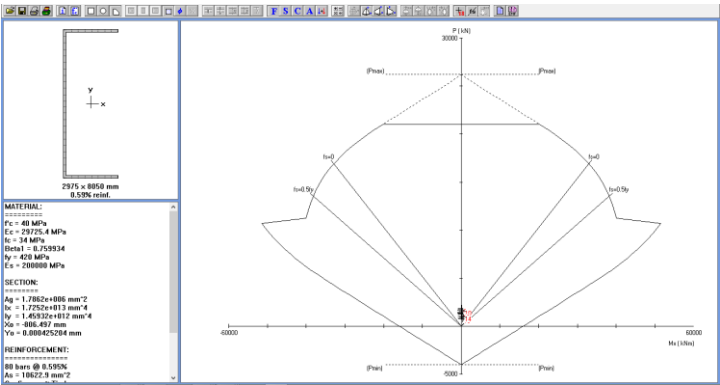 F S C A
y
x
2975 x 8050 mm
0.59% reinf.
MATERIAL:
=========
f'c = 40 MPa
Ec = 29725.4 MPa
fc = 34 MPa
Beta1 = 0.759934
fy = 420 MPa
Es = 200000 MPa
SECTION:
========
Ag = 1.7862e+006 mm^2
Ix = 1.7252e+013 mm^4
Iy = 1.45932e+012 mm^4
Xo = -806.497 mm
Yo = 0.000425204 mm
REINFORCEMENT:
==============
80 bars @ 0.595%
As = 10622.9 mm^2
P ( kN)
30000
(Pmax)
(Pmax)
fs=0
fs=0
fs=0.5fy
fs=0.5fy
-60000
60000
Mx ( kNm)
(Pmin)
(Pmin)
-5000